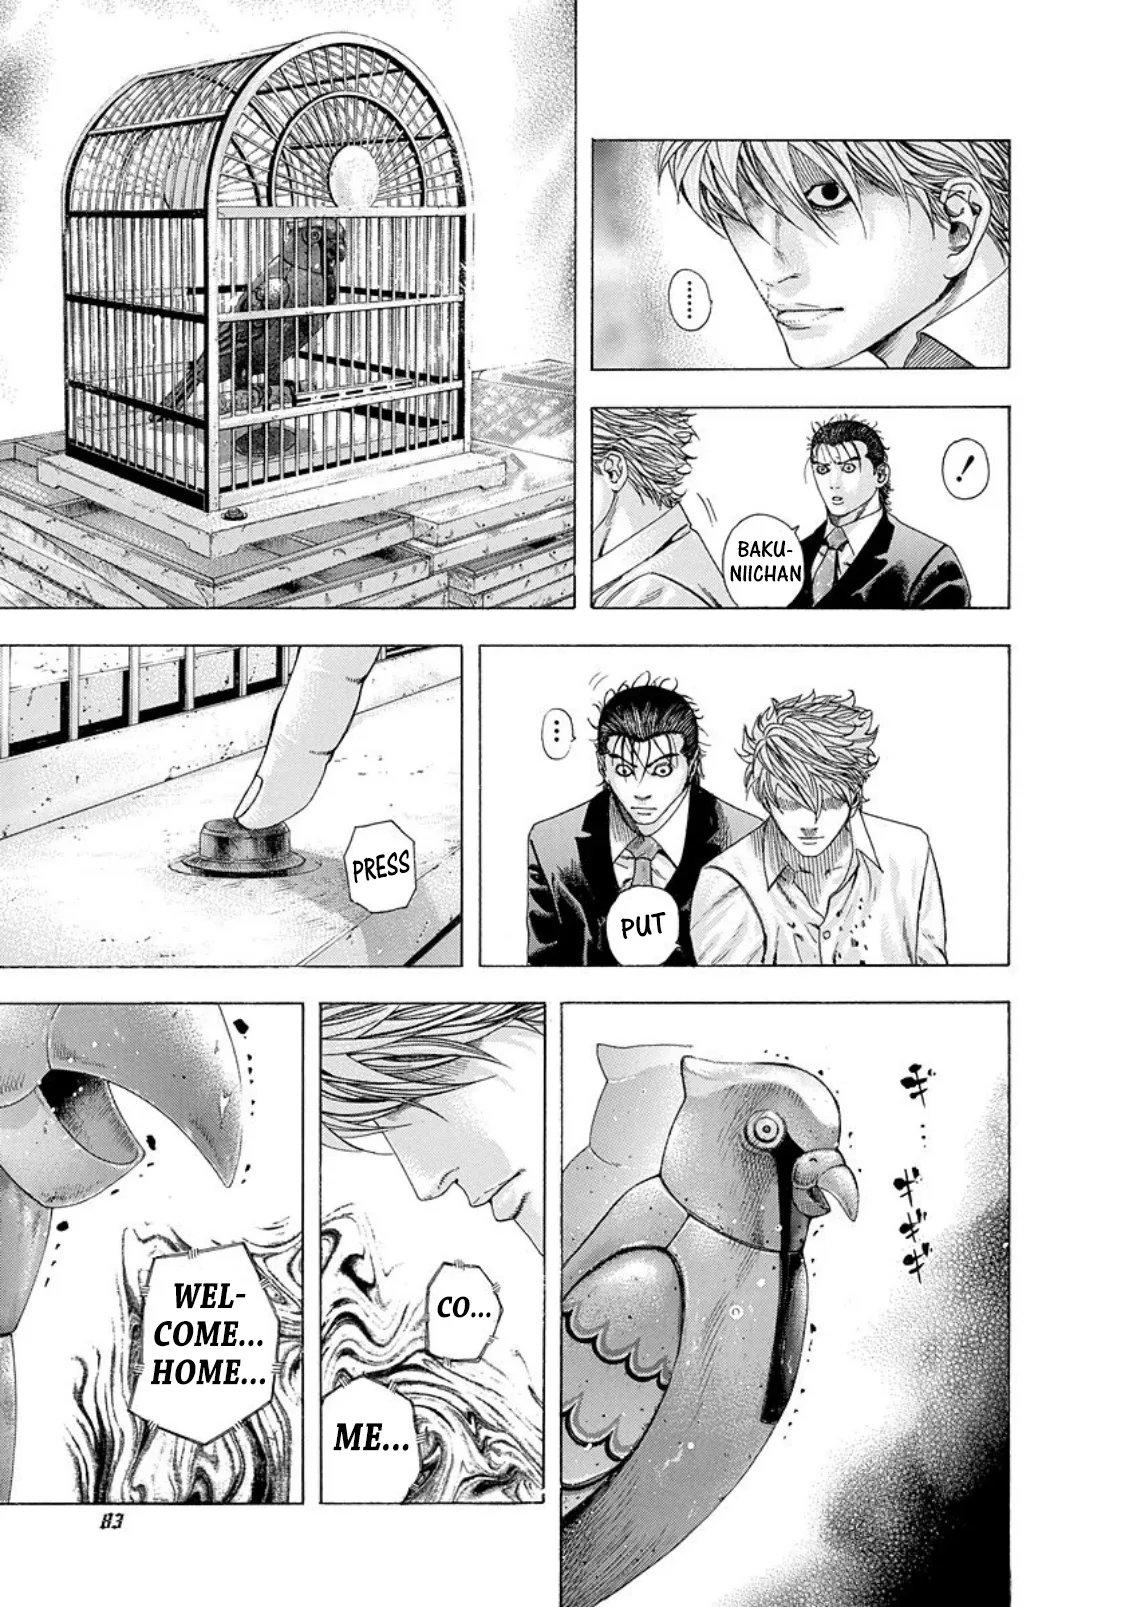 ……
!
BAKU-
NIICHAN
…
PUT
PRESS
ギ
ギギギ
CO...
ME...
WEL-
COME...
HOME...
83